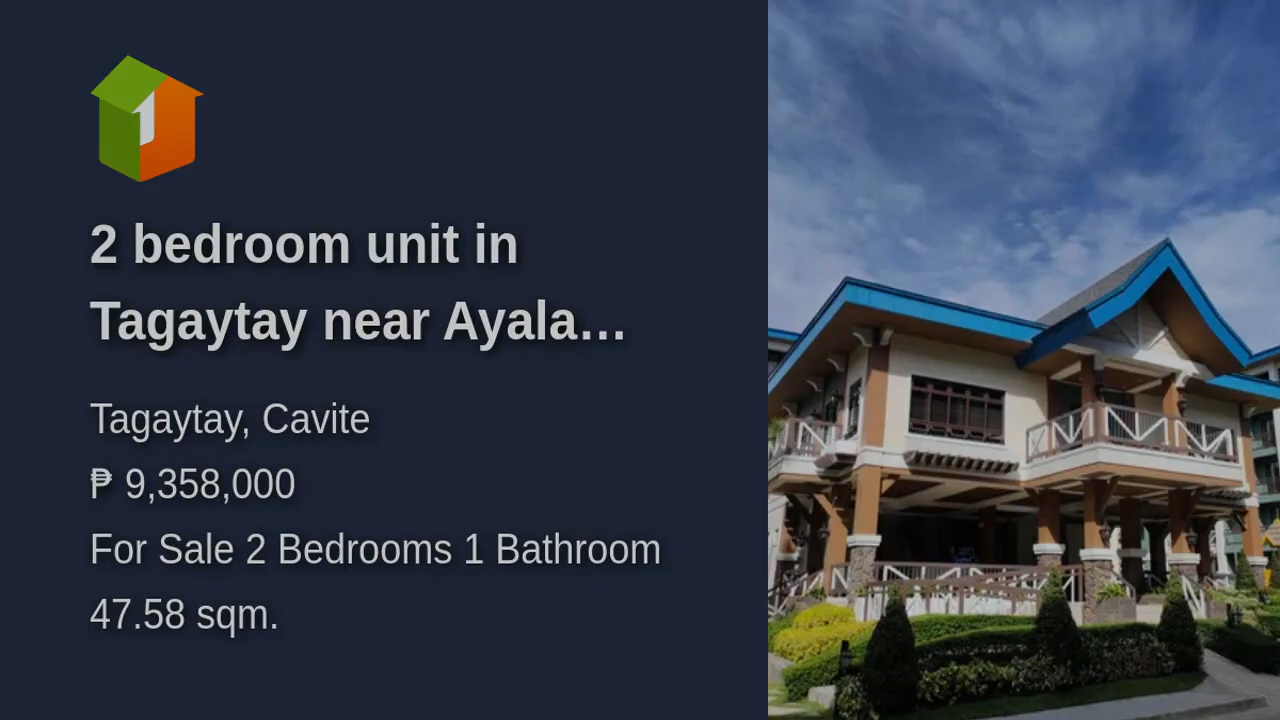 2 bedroom unit in
Tagaytay near Ayala…
Tagaytay, Cavite
₱ 9,358,000
For Sale 2 Bedrooms 1 Bathroom
47.58 sqm.